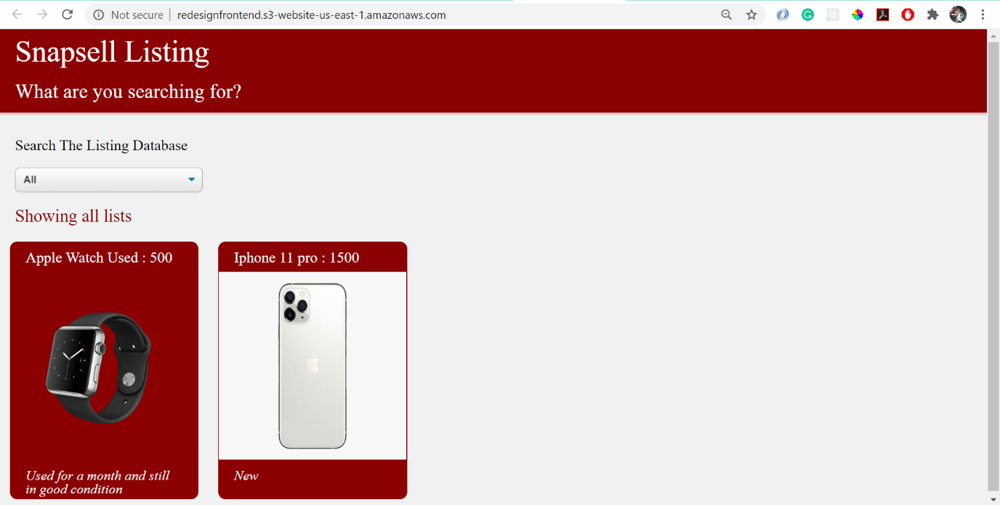 Not secure | redesignfrontend.s3-website-us-east-1.amazonaws.com
Snapsell Listing
What are you searching for?
Search The Listing Database
All
Showing all lists
Apple Watch Used : 500
Used for a month and still
in good condition
Iphone 11 pro : 1500
New